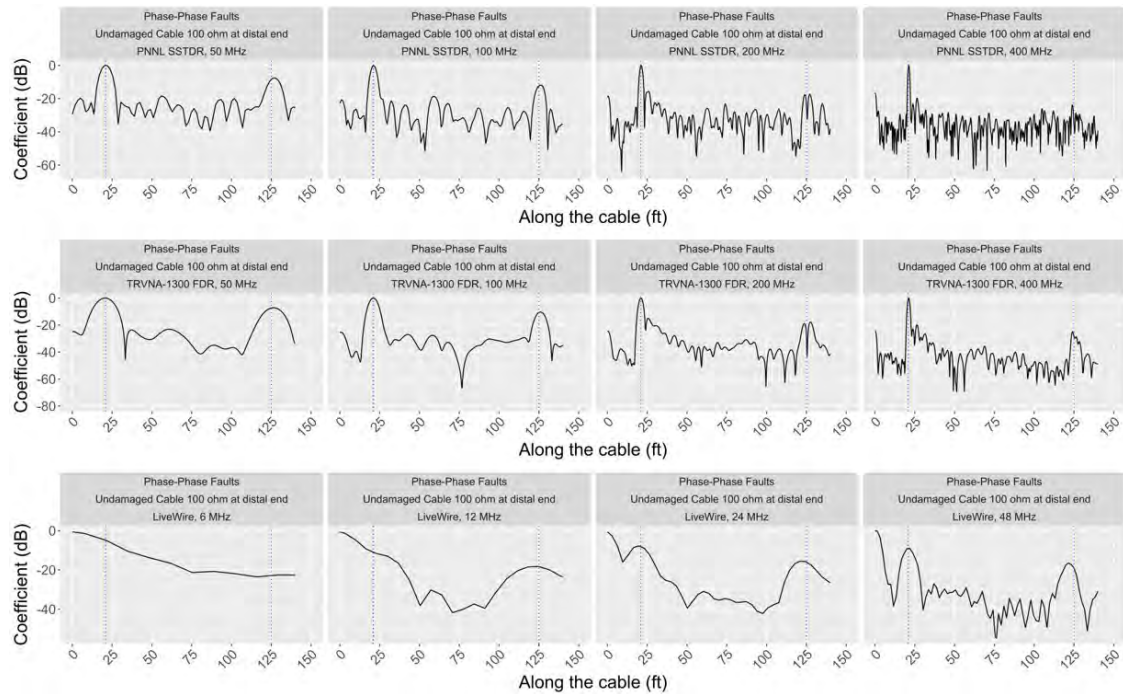 Phase-Phase Faults
Undamaged Cable 100 ohm at distal end
PNNL SSTDR, 50 MHz
Phase-Phase Faults
Undamaged Cable 100 ohm at distal end
PNNL SSTDR, 100 MHz
Phase-Phase Faults
Undamaged Cable 100 ohm at distal end
PNNL SSTDR, 200 MHz
Phase-Phase Faults
Undamaged Cable 100 ohm at distal end
PNNL SSTDR, 400 MHz
Coefficient (dB)
0
-20
-40
-60
0 25 50 75 100 125 150
0 25 50 75 100 125 150
0 25 50 75 100 125 150
0 25 50 75 100 125 150
Along the cable (ft)
Phase-Phase Faults
Undamaged Cable 100 ohm at distal end
TRVNA-1300 FDR, 50 MHz
Phase-Phase Faults
Undamaged Cable 100 ohm at distal end
TRVNA-1300 FDR, 100 MHz
Phase-Phase Faults
Undamaged Cable 100 ohm at distal end
TRVNA-1300 FDR, 200 MHz
Phase-Phase Faults
Undamaged Cable 100 ohm at distal end
TRVNA-1300 FDR, 400 MHz
Coefficient (dB)
0
-20
-40
-60
-80
0 25 50 75 100 125 150
0 25 50 75 100 125 150
0 25 50 75 100 125 150
0 25 50 75 100 125 150
Along the cable (ft)
Phase-Phase Faults
Undamaged Cable 100 ohm at distal end
LiveWire, 6 MHz
Phase-Phase Faults
Undamaged Cable 100 ohm at distal end
LiveWire, 12 MHz
Phase-Phase Faults
Undamaged Cable 100 ohm at distal end
LiveWire, 24 MHz
Phase-Phase Faults
Undamaged Cable 100 ohm at distal end
LiveWire, 48 MHz
Coefficient (dB)
0
-20
-40
0 25 50 75 100 125 150
0 25 50 75 100 125 150
0 25 50 75 100 125 150
0 25 50 75 100 125 150
Along the cable (ft)